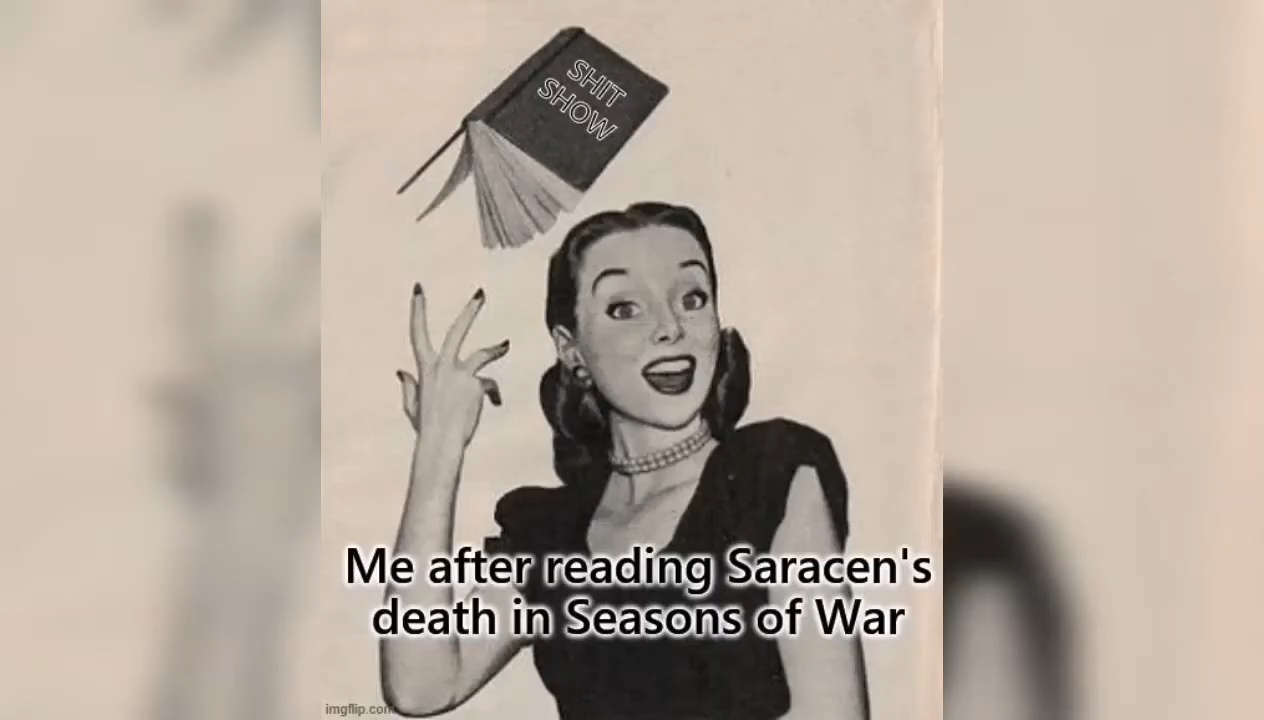 SHIT
SHOW
Me after reading Saracen's
death in Seasons of War
imgflip.com